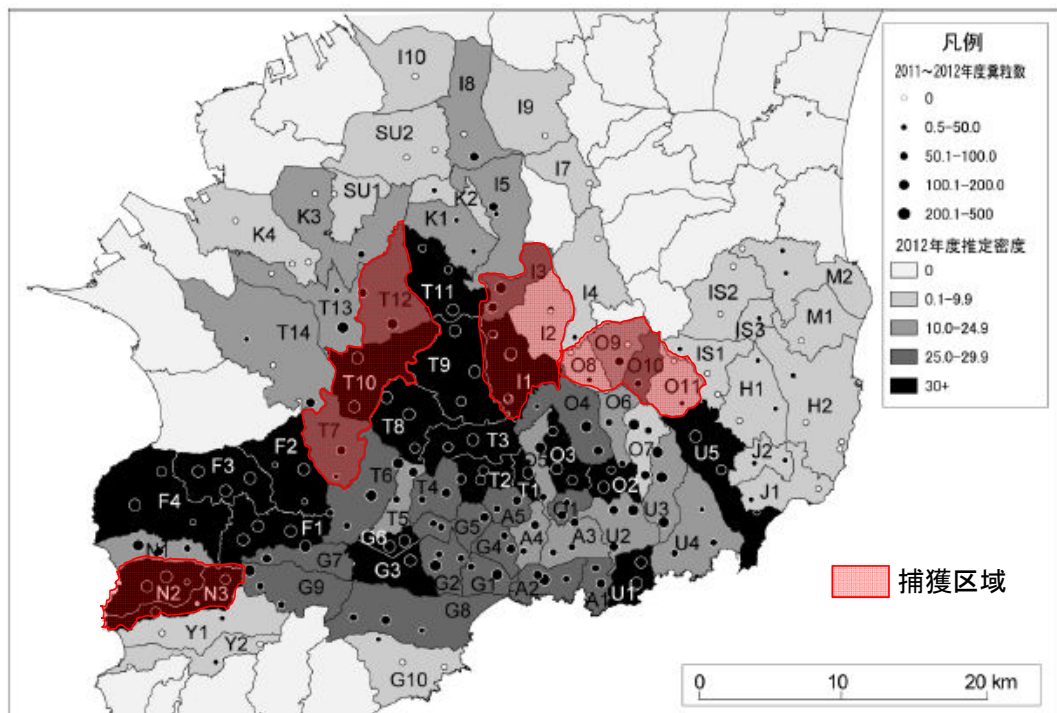 凡例
2011~2012年度糞粒数
0
0.5-50.0
50.1-100.0
100.1-200.0
200.1-500
2012年度推定密度
0
0.1-9.9
10.0-24.9
25.0-29.9
30+
I10
I8
I9
SU2
I7
SU1
K2
I5
K3
K1
K4
I3
T12
T11
I4
M2
IS2
T13
M1
IS3
T14
I2
O9
IS1
T9
O8
O10
T10
I1
O11
H1
O4
O6
H2
T7
T8
T3
O7
U5
F2
O5
O3
J2
F3
T6
T2
T4
T1
O2
J1
F4
T5
A5
O1
U3
F1
G5
G6
U2
N1
G7
G4
A4
A3
U4
G3
N2
N3
G9
G2
G1
A2
A1
U1
G8
Y1
Y2
G10
捕獲区域
0
10
20 km